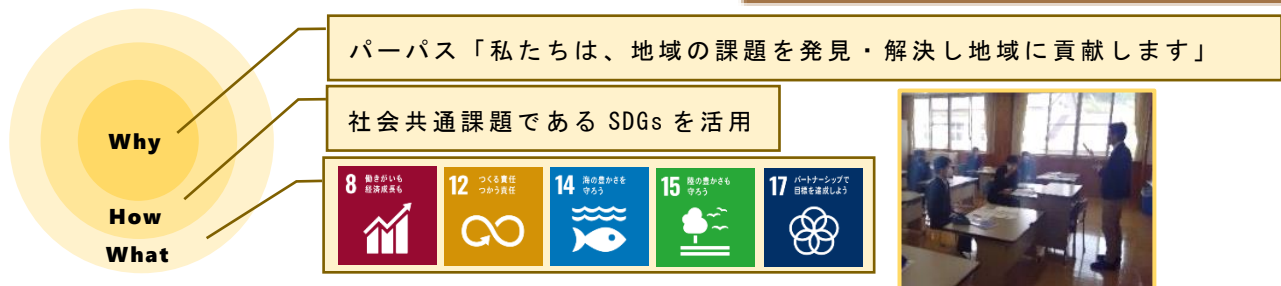 パーパス「私たちは、地域の課題を発見・解決し地域に貢献します」
社会共通課題である SDGs を活用
Why
How
What
8 働きがいも
経済成長も
12 つくる責任
つかう責任
14 海の豊かさを
守ろう
15 陸の豊かさも
守ろう
17 パートナーシップで
目標を達成しよう